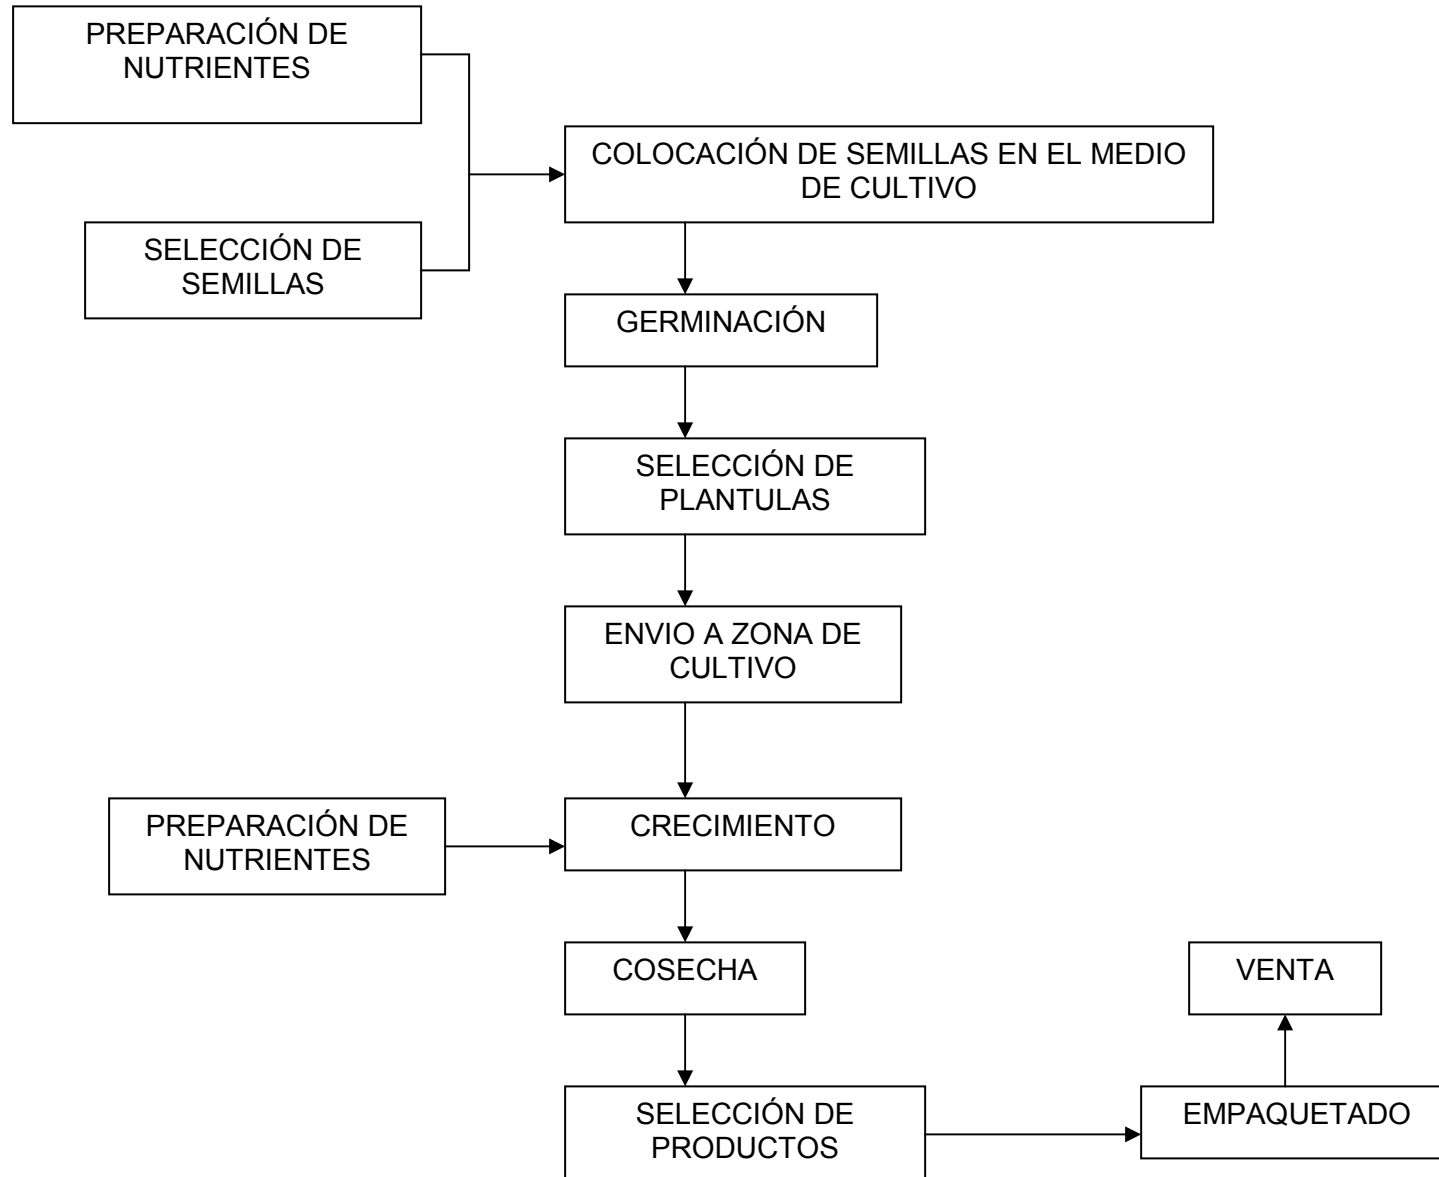 PREPARACIÓN DE
NUTRIENTES
COLOCACIÓN DE SEMILLAS EN EL MEDIO
DE CULTIVO
SELECCIÓN DE
SEMILLAS
GERMINACIÓN
SELECCIÓN DE
PLANTULAS
ENVIO A ZONA DE
CULTIVO
PREPARACIÓN DE
NUTRIENTES
CRECIMIENTO
COSECHA
VENTA
SELECCIÓN DE
PRODUCTOS
EMPAQUETADO